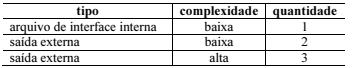 tipo complexidade quantidade
arquivo de interface interna baixa 1
saída externa baixa 2
saída externa alta 3